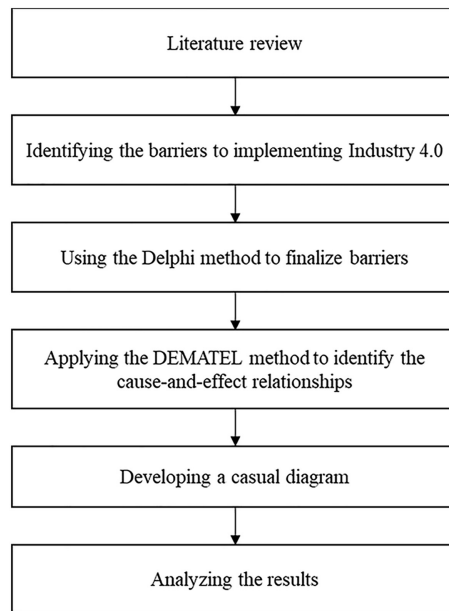 Literature review
Identifying the barriers to implementing Industry 4.0
Using the Delphi method to finalize barriers
Applying the DEMATEL method to identify the
cause-and-effect relationships
Developing a casual diagram
Analyzing the results